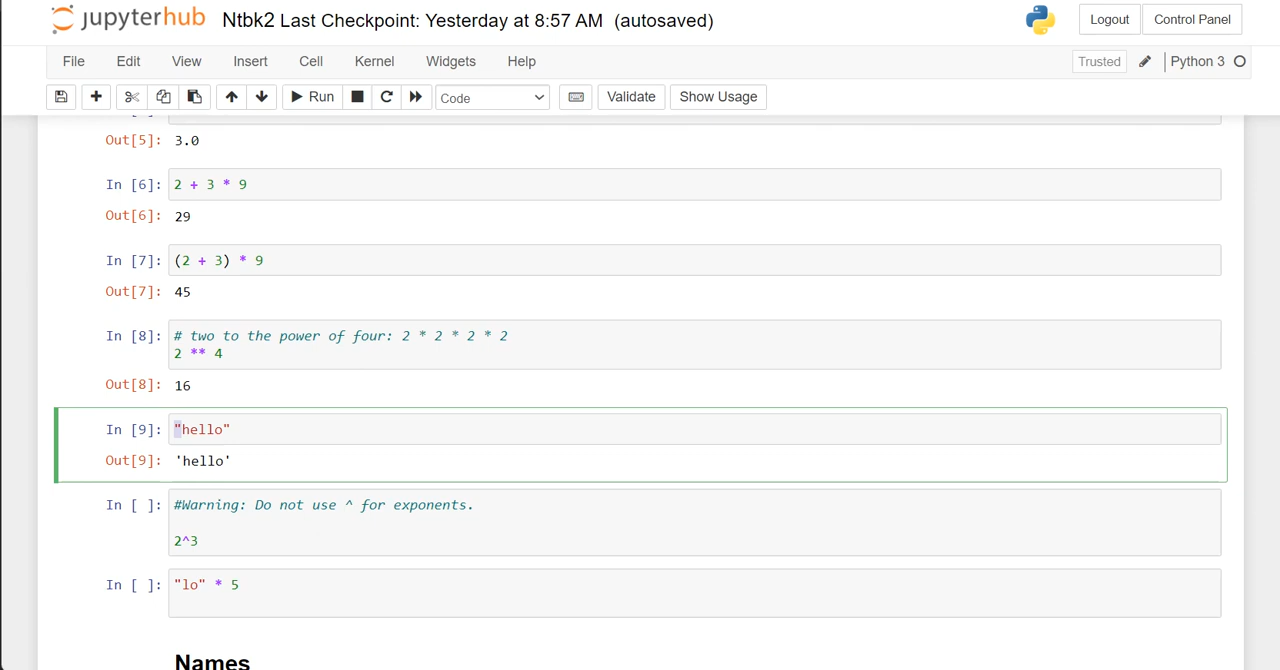 jupyterhub Ntbk2 Last Checkpoint: Yesterday at 8:57 AM (autosaved) Logout Control Panel
File Edit View Insert Cell Kernel Widgets Help Trusted Python 3
Run Code Validate Show Usage
Out[5]: 3.0
In [6]: 2 + 3 * 9
Out[6]: 29
In [7]: (2 + 3) * 9
Out[7]: 45
In [8]: # two to the power of four: 2 * 2 * 2 * 2
2 ** 4
Out[8]: 16
In [9]: "hello"
Out[9]: 'hello'
In [ ]: #Warning: Do not use ^ for exponents.
2^3
In [ ]: "lo" * 5
Names